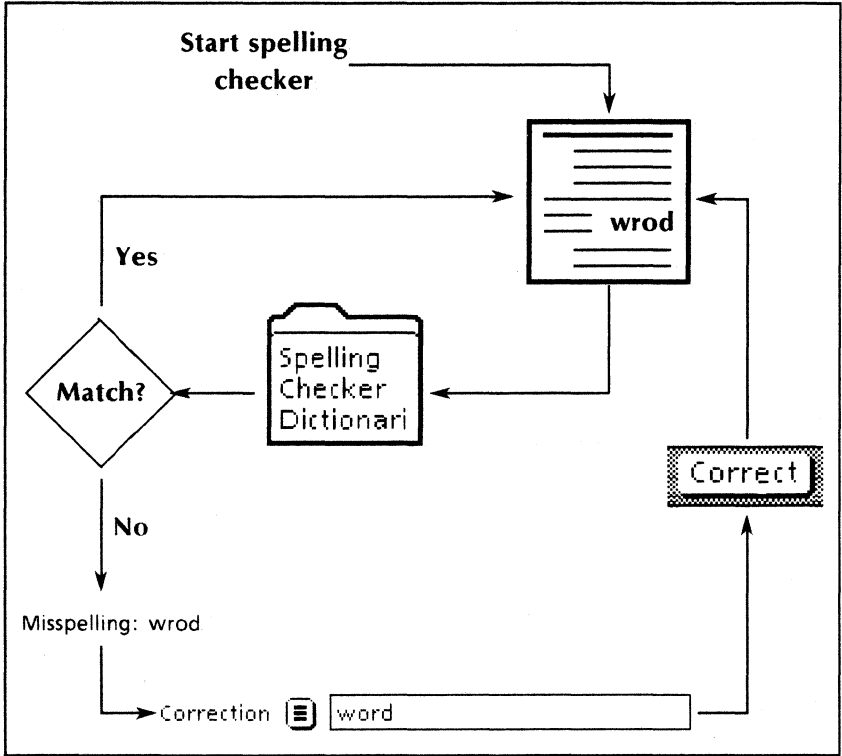 Start spelling
checker
wrod
Yes
Spelling
Checker
Dictionari
Match?
Correct
No
Misspelling: wrod
Correction word